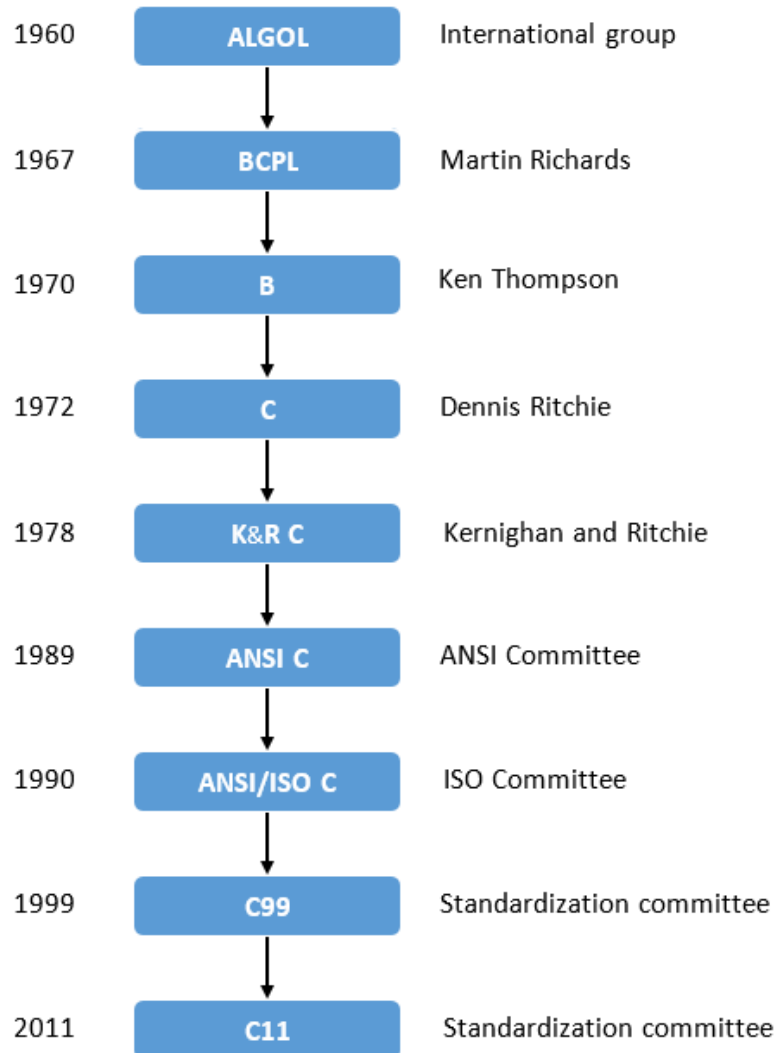 1960 ALGOL International group
1967 BCPL Martin Richards
1970 B Ken Thompson
1972 C Dennis Ritchie
1978 K&R C Kernighan and Ritchie
1989 ANSI C ANSI Committee
1990 ANSI/ISO C ISO Committee
1999 C99 Standardization committee
2011 C11 Standardization committee